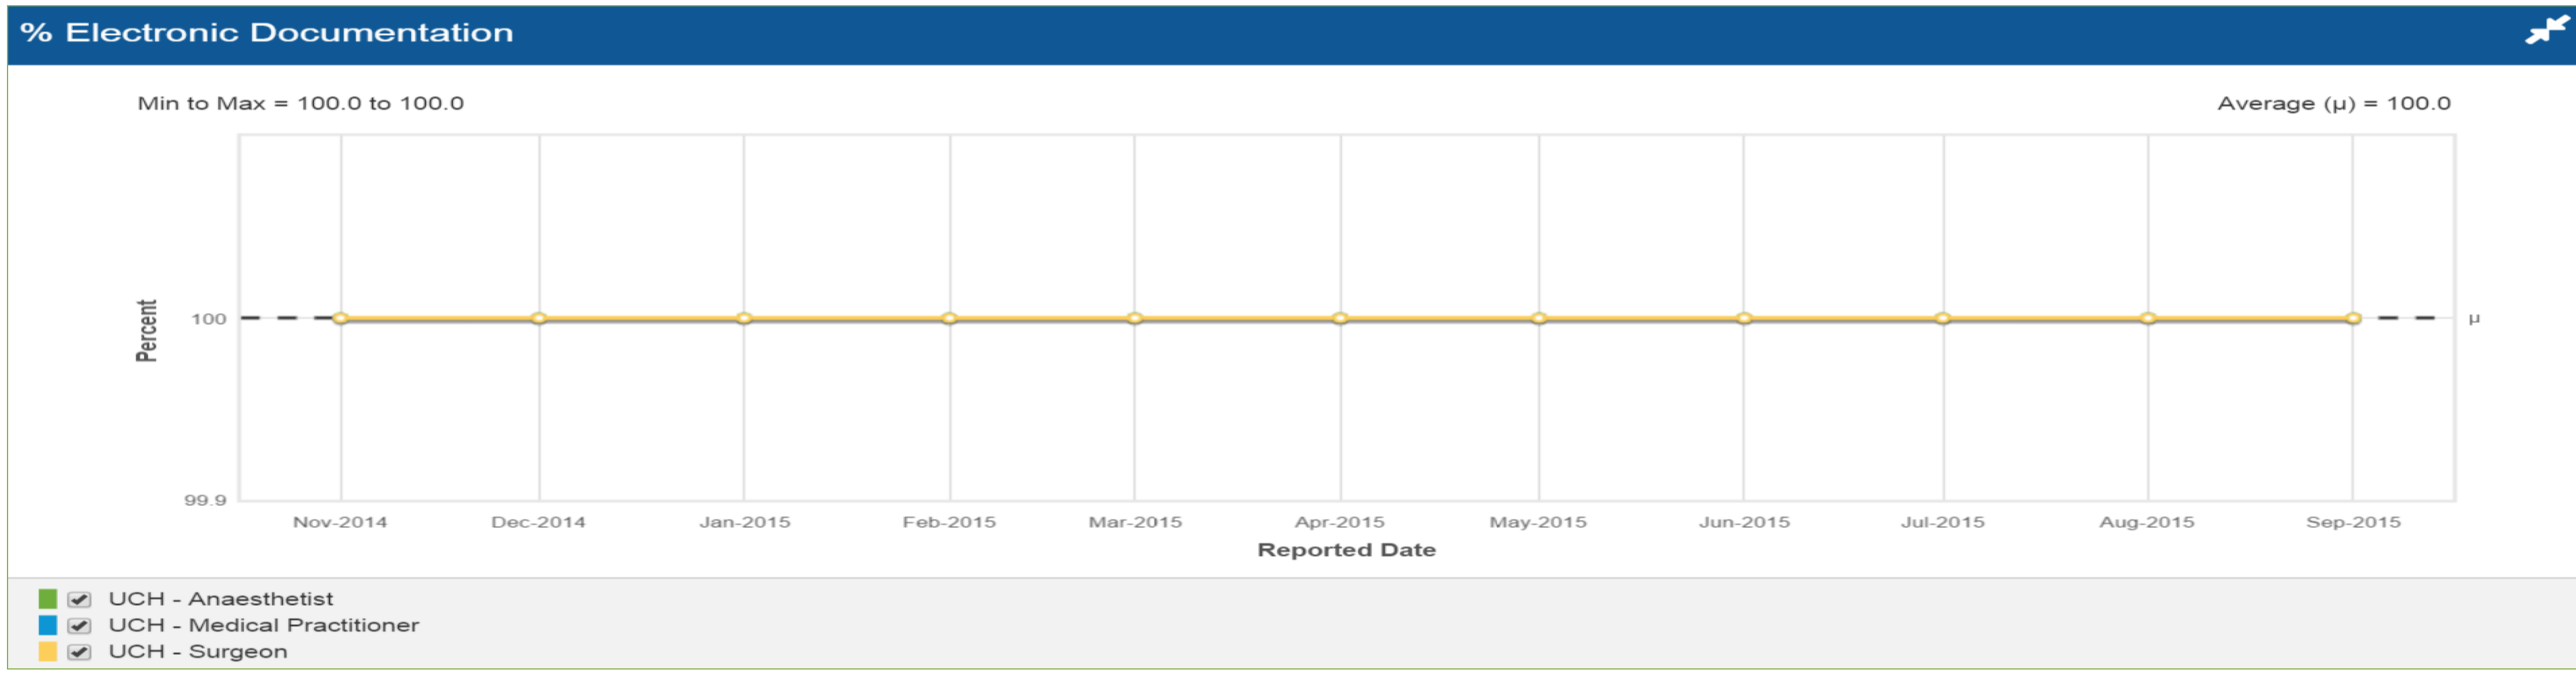 % Electronic Documentation
Min to Max = 100.0 to 100.0
Average (µ) = 100.0
Percent
100
µ
99.9
Nov-2014 Dec-2014 Jan-2015 Feb-2015 Mar-2015 Apr-2015 May-2015 Jun-2015 Jul-2015 Aug-2015 Sep-2015
Reported Date
UCH - Anaesthetist
UCH - Medical Practitioner
UCH - Surgeon